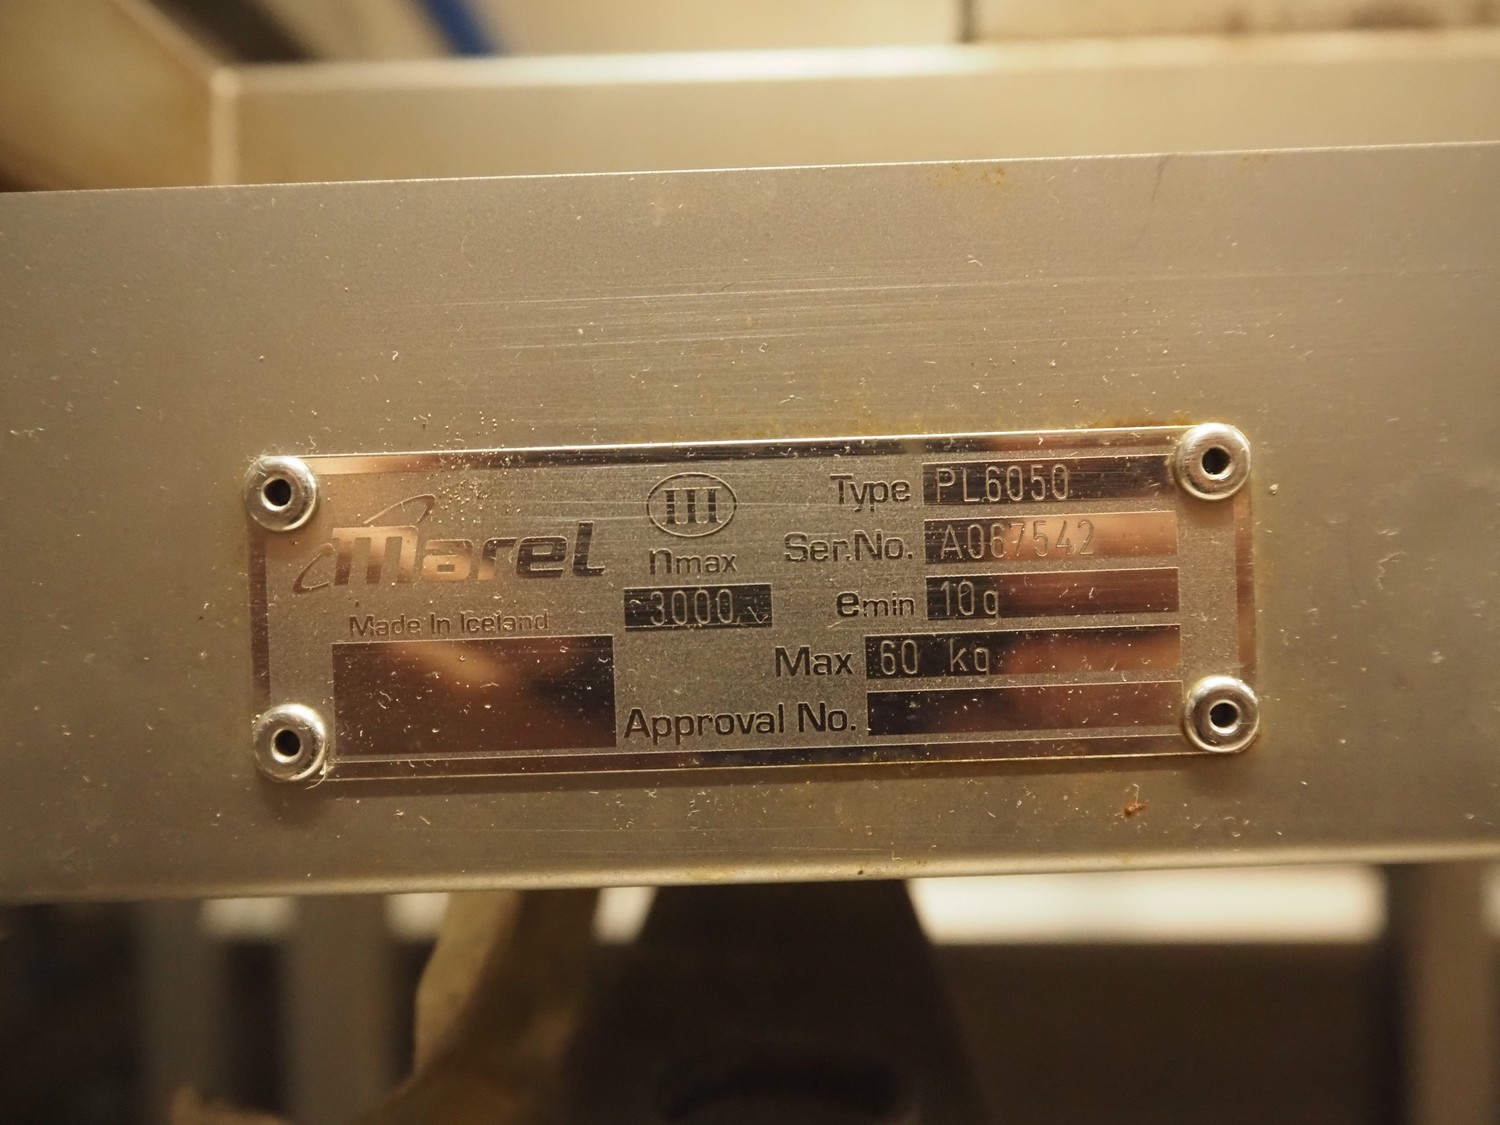 Marel
Made In Iceland
III
nmax
3000
Type PL6050
Ser.No. A067542
emin 10g
Max 60 kg
Approval No.